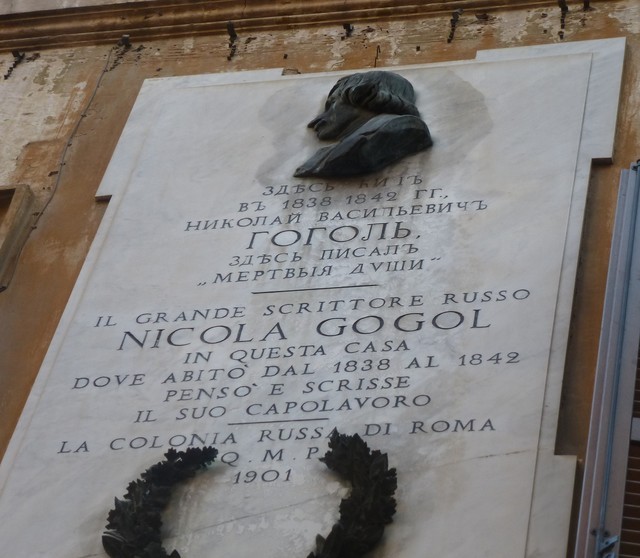 ЗДѢСЬ ЖИЛЪ
ВЪ 1838 1842 ГГ.,
НИКОЛАЙ ВАСИЛЬЕВИЧЪ
ГОГОЛЬ.
ЗДѢСЬ ПИСАЛЪ
„МЕРТВЫЯ ДУШИ“
IL GRANDE SCRITTORE RUSSO
NICOLA GOGOL
IN QUESTA CASA
DOVE ABITÒ DAL 1838 AL 1842
PENSÒ E SCRISSE
IL SUO CAPOLAVORO
LA COLONIA RUSSA DI ROMA
Q. M. P.
1901